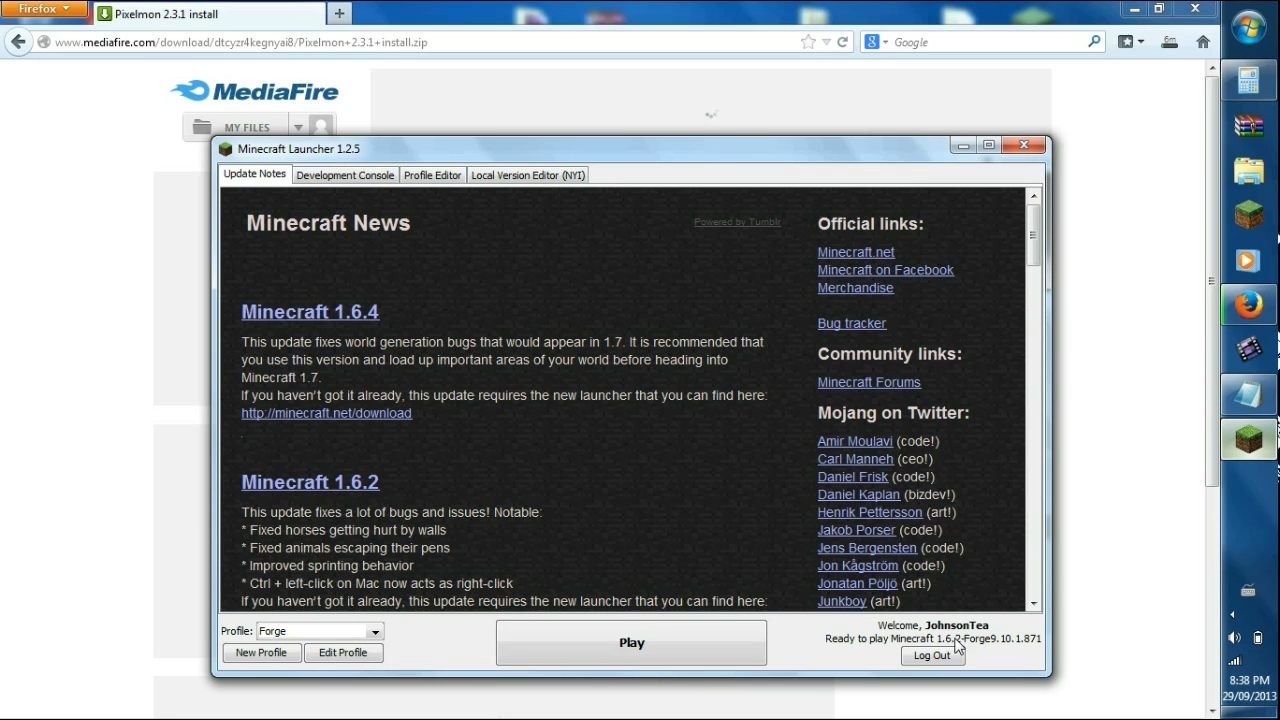 Firefox
Pixelmon 2.3.1 install
www.mediafire.com/download/dtcyzr4kegnyai8/Pixelmon+2.3.1+install.zip
Google
MediaFire
MY FILES
Minecraft Launcher 1.2.5
Update Notes
Development Console
Profile Editor
Local Version Editor (NYI)
Minecraft News
Powered by Tumblr
Official links:
Minecraft.net
Minecraft on Facebook
Merchandise
Bug tracker
Community links:
Minecraft Forums
Mojang on Twitter:
Amir Moulavi (code!)
Carl Manneh (ceo!)
Daniel Frisk (code!)
Daniel Kaplan (bizdev!)
Henrik Pettersson (art!)
Jakob Porser (code!)
Jens Bergensten (code!)
Jon Kågström (code!)
Jonatan Pöljö (art!)
Junkboy (art!)
Minecraft 1.6.4
This update fixes world generation bugs that would appear in 1.7. It is recommended that
you use this version and load up important areas of your world before heading into
Minecraft 1.7.
If you haven't got it already, this update requires the new launcher that you can find here:
http://minecraft.net/download
Minecraft 1.6.2
This update fixes a lot of bugs and issues! Notable:
* Fixed horses getting hurt by walls
* Fixed animals escaping their pens
* Improved sprinting behavior
* Ctrl + left-click on Mac now acts as right-click
If you haven't got it already, this update requires the new launcher that you can find here:
Profile: Forge
New Profile
Edit Profile
Play
Welcome, JohnsonTea
Ready to play Minecraft 1.6.2-Forge9.10.1.871
Log Out
8:38 PM
29/09/2013